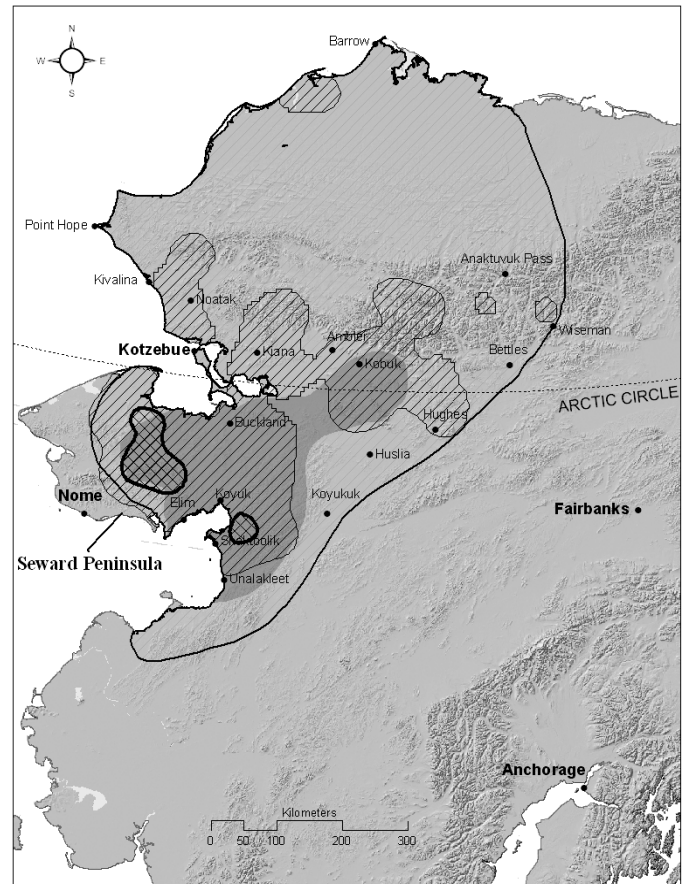 N
W E
S
Barrow
Point Hope
Anaktuvuk Pass
Kivalina
Noatak
Wiseman
Kotzebue
Kiana
Ambler
Kobuk
Bettles
ARCTIC CIRCLE
Buckland
Hughes
Huslia
Nome
Elim
Koyuk
Koyukuk
Fairbanks
Shaktoolik
Seward Peninsula
Unalakleet
Anchorage
Kilometers
0 50 100 200 300